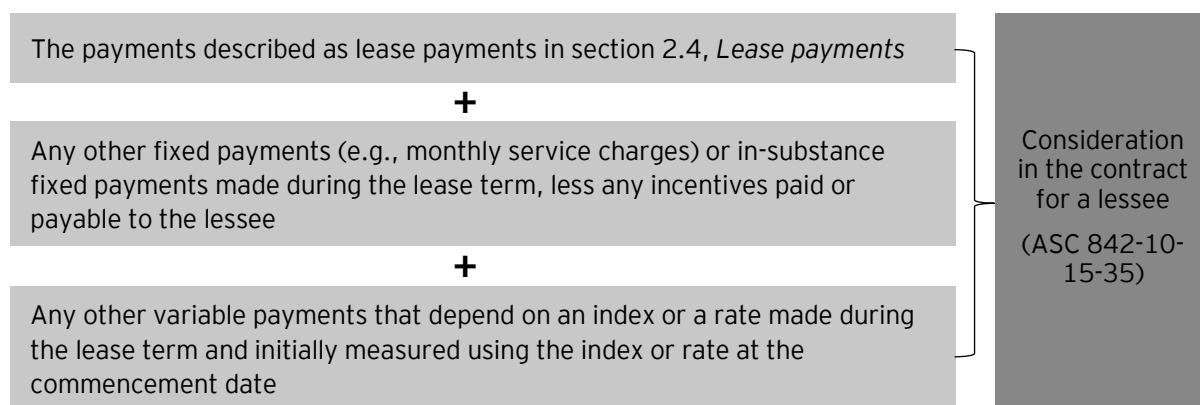 The payments described as lease payments in section 2.4, Lease payments
+
Any other fixed payments (e.g., monthly service charges) or in-substance
fixed payments made during the lease term, less any incentives paid or
payable to the lessee
+
Any other variable payments that depend on an index or a rate made during
the lease term and initially measured using the index or rate at the
commencement date
Consideration
in the contract
for a lessee
(ASC 842-10-
15-35)